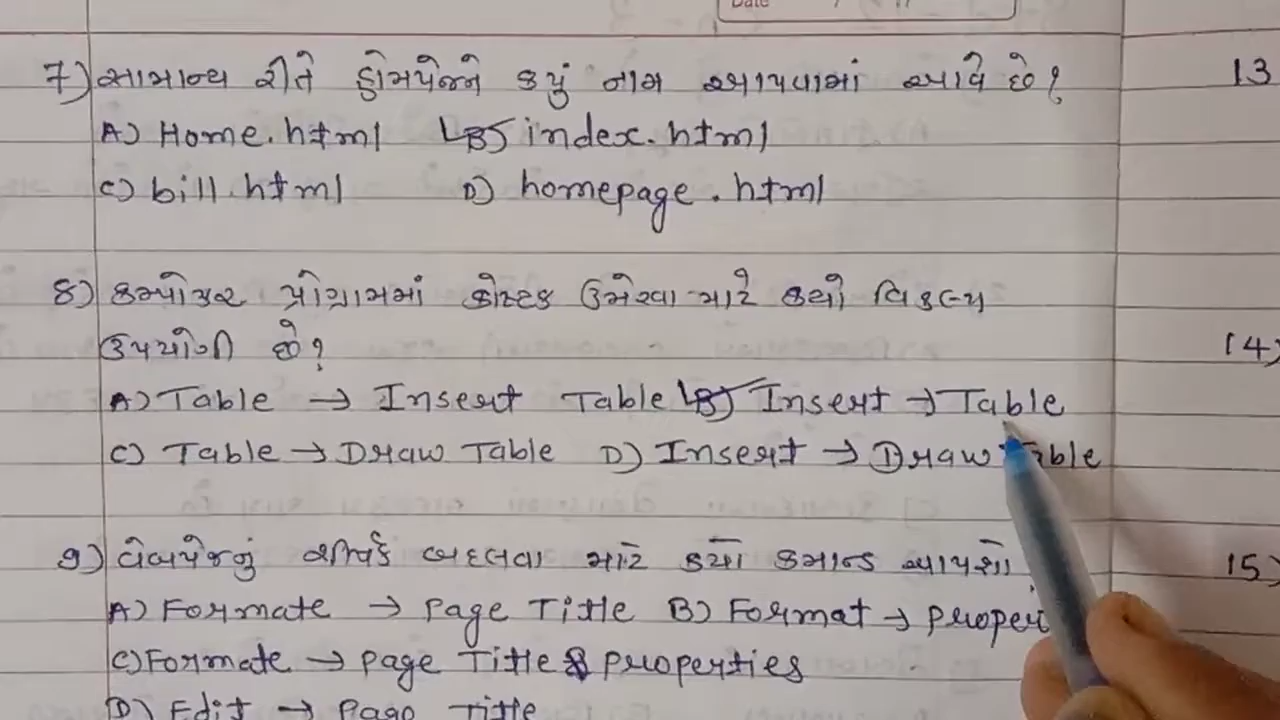 Date
7) સામાન્ય રીતે હોમપેજને કયું નામ આપવામાં આવે છે?
A) Home.html B) index.html
C) bill.html D) homepage.html
8) કમ્પોઝર પ્રોગ્રામમાં કોષ્ટક ઉમેરવા માટે કયો વિકલ્પ
ઉપયોગી છે?
A) Table → Insert Table B) Insert → Table
C) Table → Draw Table D) Insert → Draw Table
9) વેબપેજનું શીર્ષક બદલવા માટે કયો કમાન્ડ આપશો
A) Formate → Page Title B) Format →
C) Formate → Page Title & Properties
D) Edit → Page Title
13
14)
15)